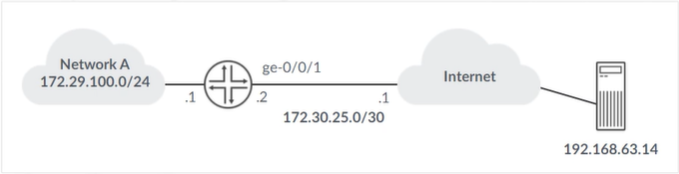 Network A
172.29.100.0/24
.1
.2
ge-0/0/1
172.30.25.0/30
.1
Internet
192.168.63.14